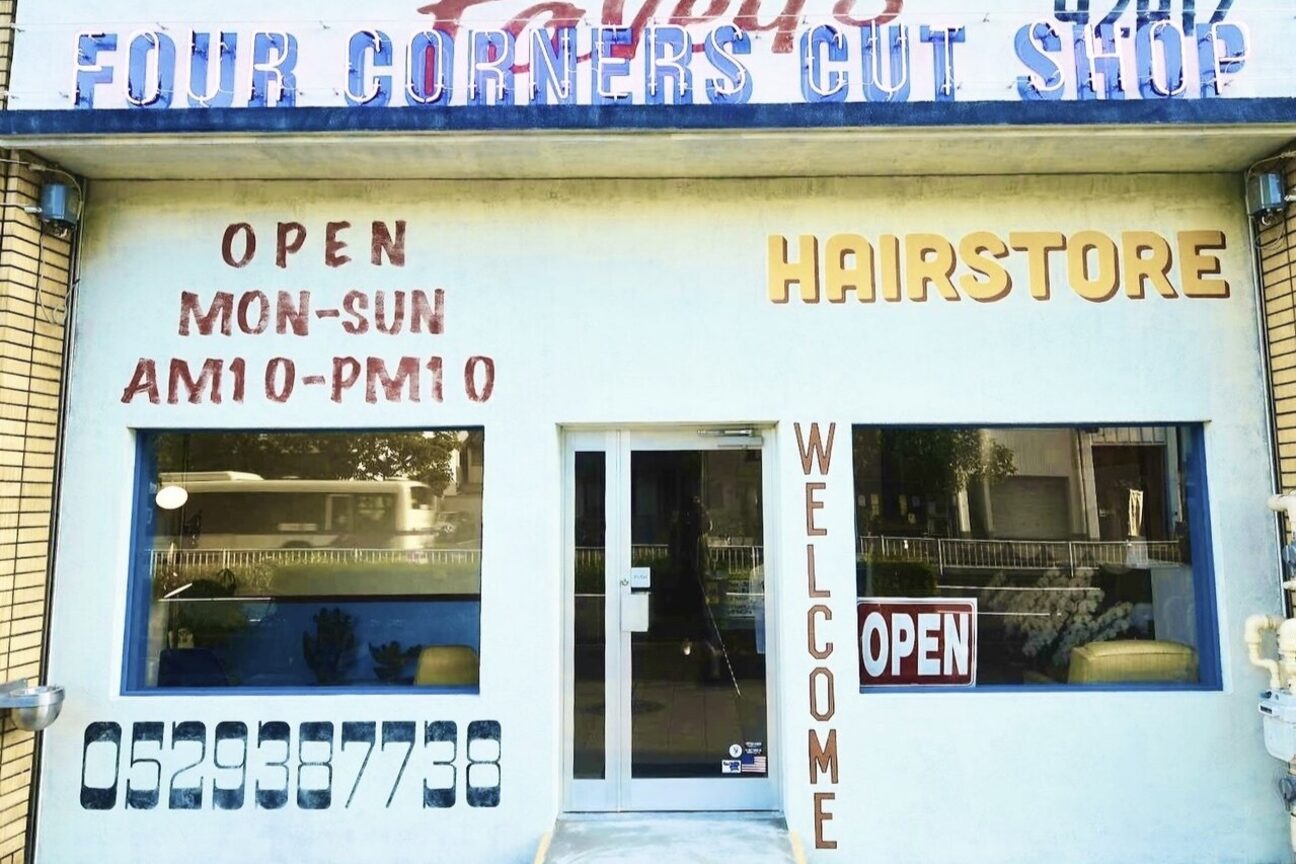 FOUR CORNERS CUT SHOP
OPEN
MON-SUN
AM10-PM10
HAIRSTORE
WELCOME
OPEN
0529387738